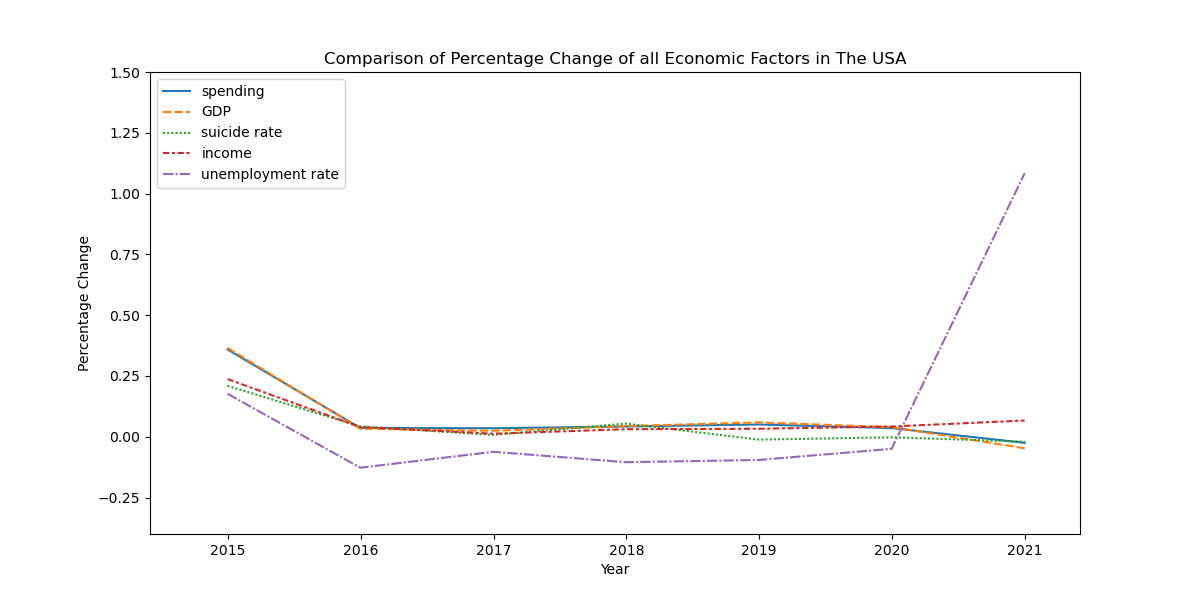 Comparison of Percentage Change of all Economic Factors in The USA
1.50
1.25
1.00
0.75
0.50
0.25
0.00
−0.25
Percentage Change
spending
GDP
suicide rate
income
unemployment rate
2015 2016 2017 2018 2019 2020 2021
Year